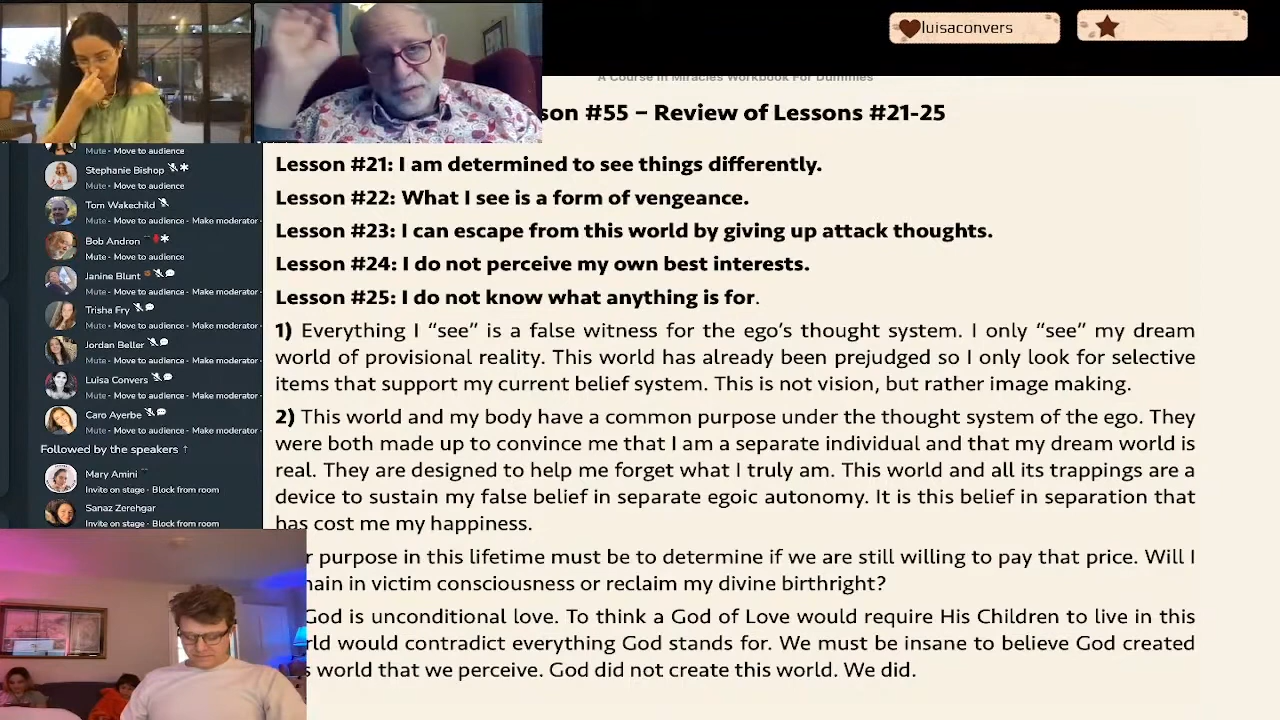 luisaconvers
A Course In Miracles Workbook For Dummies
son #55 – Review of Lessons #21-25
Lesson #21: I am determined to see things differently.
Lesson #22: What I see is a form of vengeance.
Lesson #23: I can escape from this world by giving up attack thoughts.
Lesson #24: I do not perceive my own best interests.
Lesson #25: I do not know what anything is for.
1) Everything I “see” is a false witness for the ego’s thought system. I only “see” my dream
world of provisional reality. This world has already been prejudged so I only look for selective
items that support my current belief system. This is not vision, but rather image making.
2) This world and my body have a common purpose under the thought system of the ego. They
were both made up to convince me that I am a separate individual and that my dream world is
real. They are designed to help me forget what I truly am. This world and all its trappings are a
device to sustain my false belief in separate egoic autonomy. It is this belief in separation that
has cost me my happiness.
r purpose in this lifetime must be to determine if we are still willing to pay that price. Will I
main in victim consciousness or reclaim my divine birthright?
God is unconditional love. To think a God of Love would require His Children to live in this
rld would contradict everything God stands for. We must be insane to believe God created
s world that we perceive. God did not create this world. We did.
Move to audience
Stephanie Bishop
Move to audience
Tom Wakechild
Mute · Move to audience · Make moderator ·
Bob Andron
Mute · Move to audience
Janine Blunt
Mute · Move to audience · Make moderator ·
Trisha Fry
Mute · Move to audience · Make moderator ·
Jordan Beller
Mute · Move to audience · Make moderator ·
Luisa Convers
Mute · Move to audience · Make moderator ·
Caro Ayerbe
Mute · Move to audience · Make moderator ·
Followed by the speakers ↑
Mary Amini
Invite on stage · Block from room
Sanaz Zerehgar
Invite on stage · Block from room